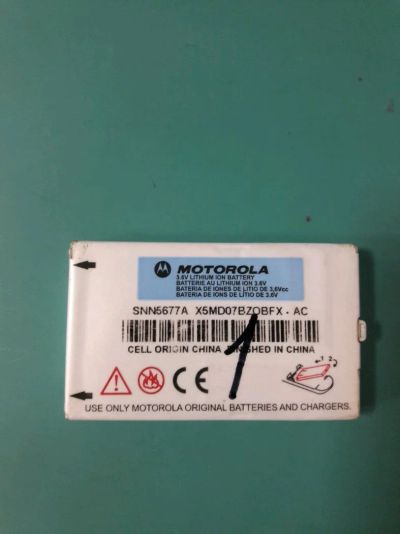 MOTOROLA
3.6V LITHIUM ION BATTERY
BATTERIE AU LITHIUM ION 3.6V
BATERIA DE IONES DE LITIO DE 3,6Vcc
BATERIA DE IONS DE LITIO DE 3.6V
SNN5677A X5MD07BZOBFX - AC
CELL ORIGIN CHINA, FINISHED IN CHINA
1
1 2
CE
USE ONLY MOTOROLA ORIGINAL BATTERIES AND CHARGERS.